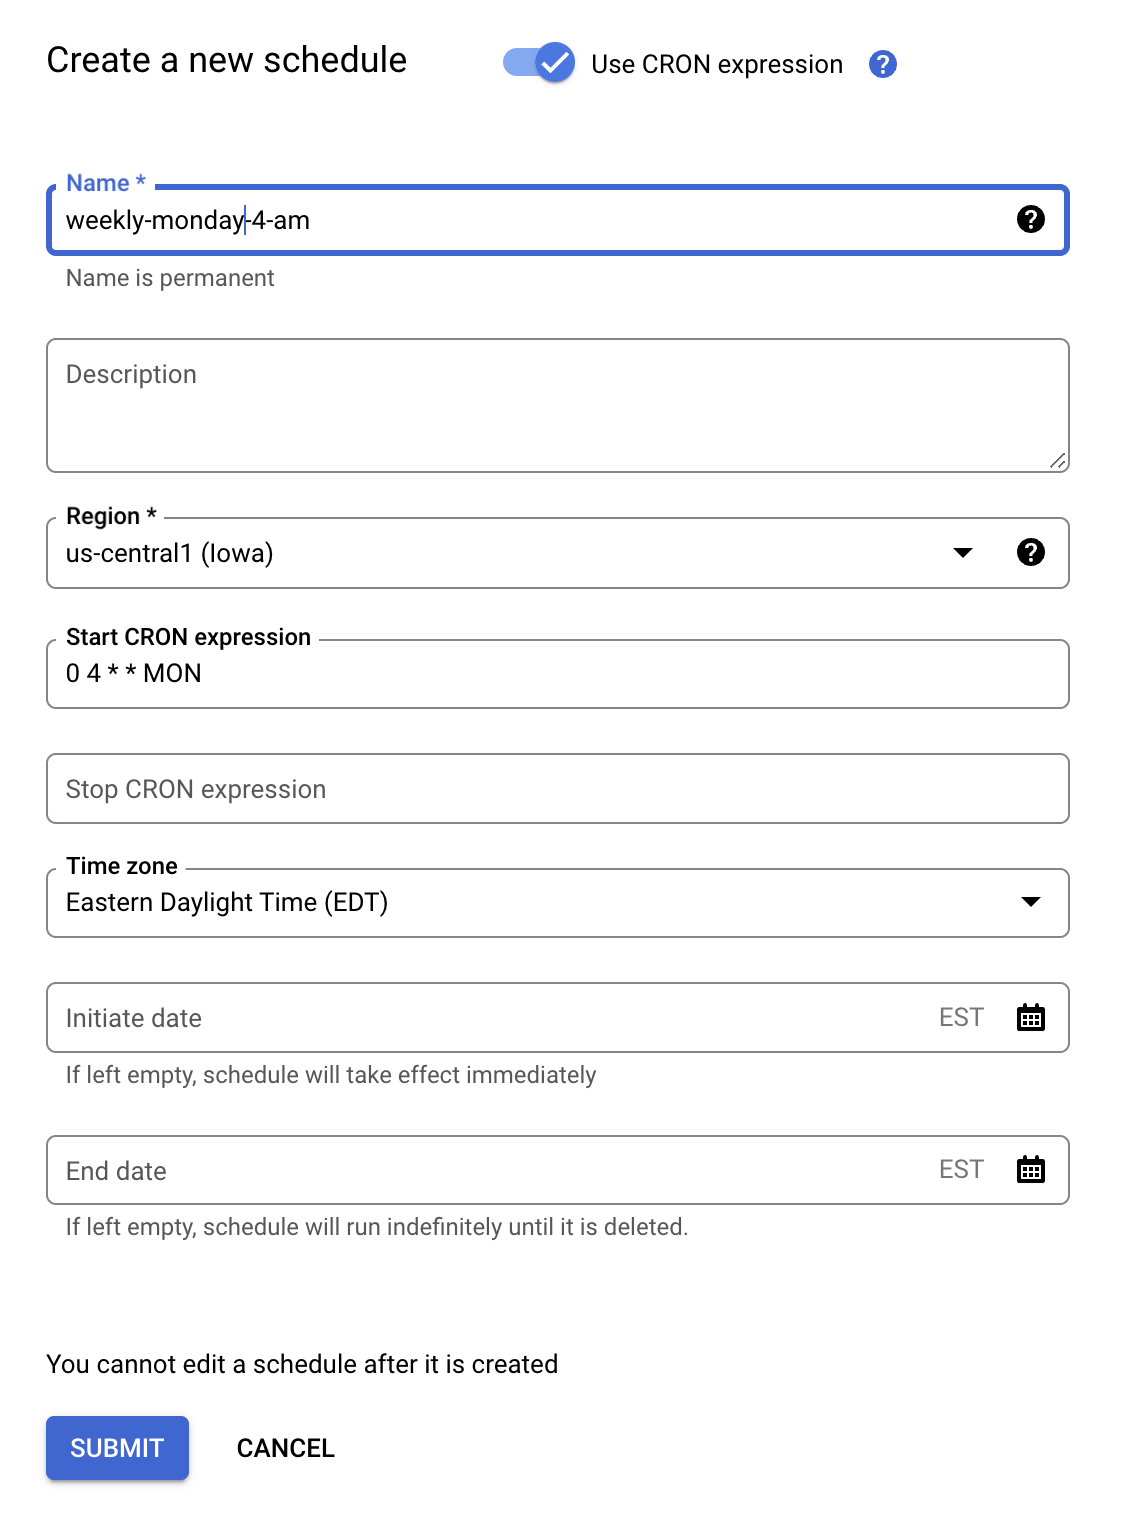 Create a new schedule
Use CRON expression
Name *
weekly-monday-4-am
Name is permanent
Description
Region *
us-central1 (Iowa)
Start CRON expression
0 4 * * MON
Stop CRON expression
Time zone
Eastern Daylight Time (EDT)
Initiate date EST
If left empty, schedule will take effect immediately
End date EST
If left empty, schedule will run indefinitely until it is deleted.
You cannot edit a schedule after it is created
SUBMIT CANCEL